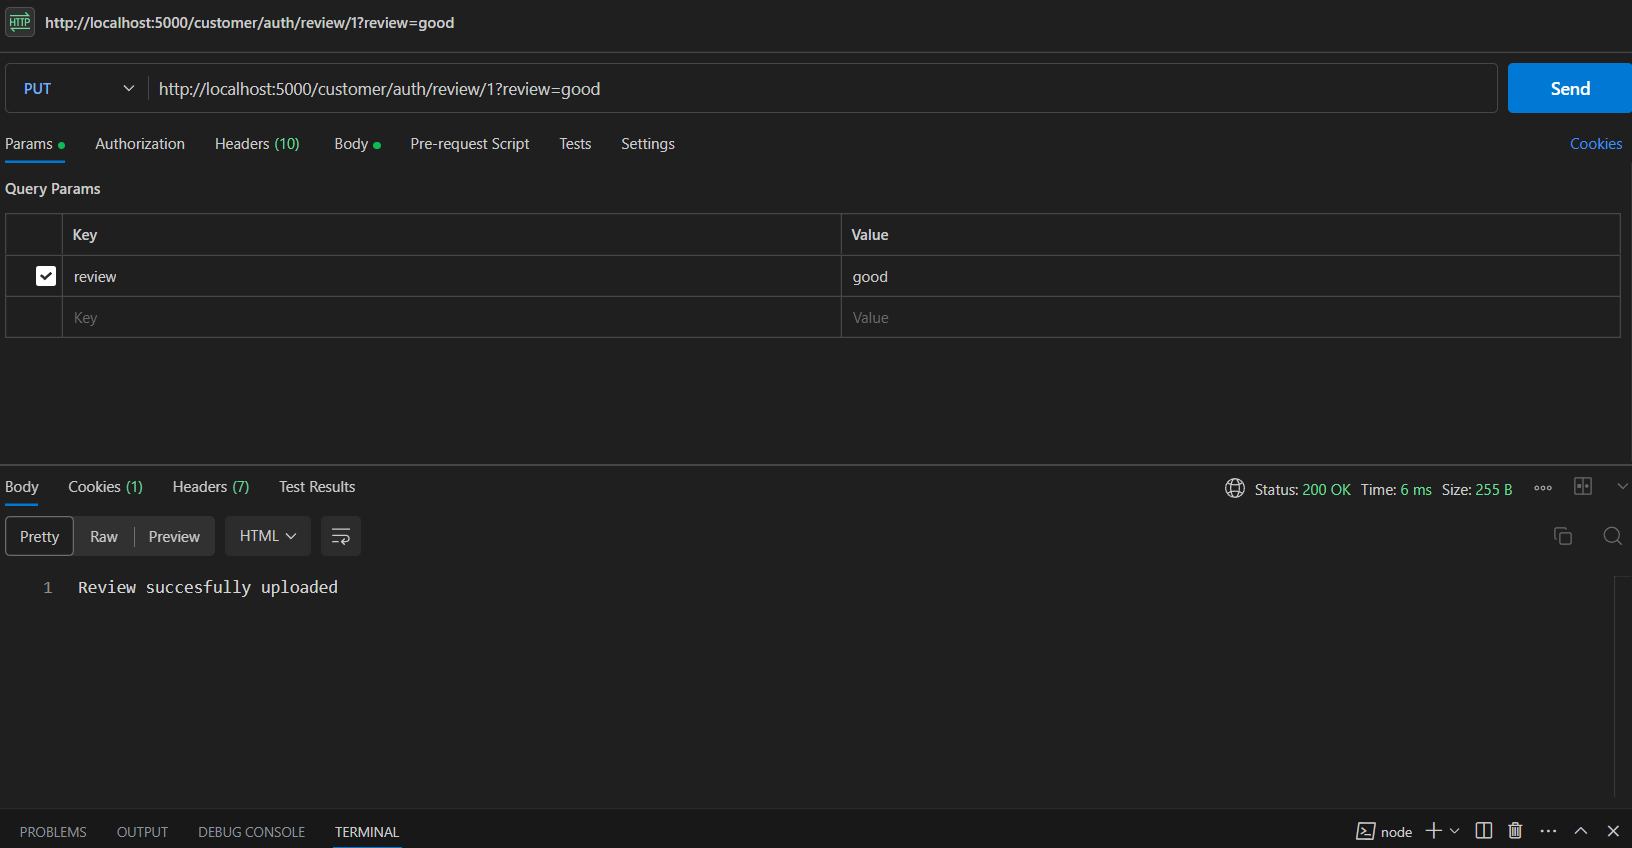 HTTP http://localhost:5000/customer/auth/review/1?review=good
PUT http://localhost:5000/customer/auth/review/1?review=good Send
Params Authorization Headers (10) Body Pre-request Script Tests Settings Cookies
Query Params
Key Value
review good
Key Value
Body Cookies (1) Headers (7) Test Results Status: 200 OK Time: 6 ms Size: 255 B
Pretty Raw Preview HTML
1 Review succesfully uploaded
PROBLEMS OUTPUT DEBUG CONSOLE TERMINAL node